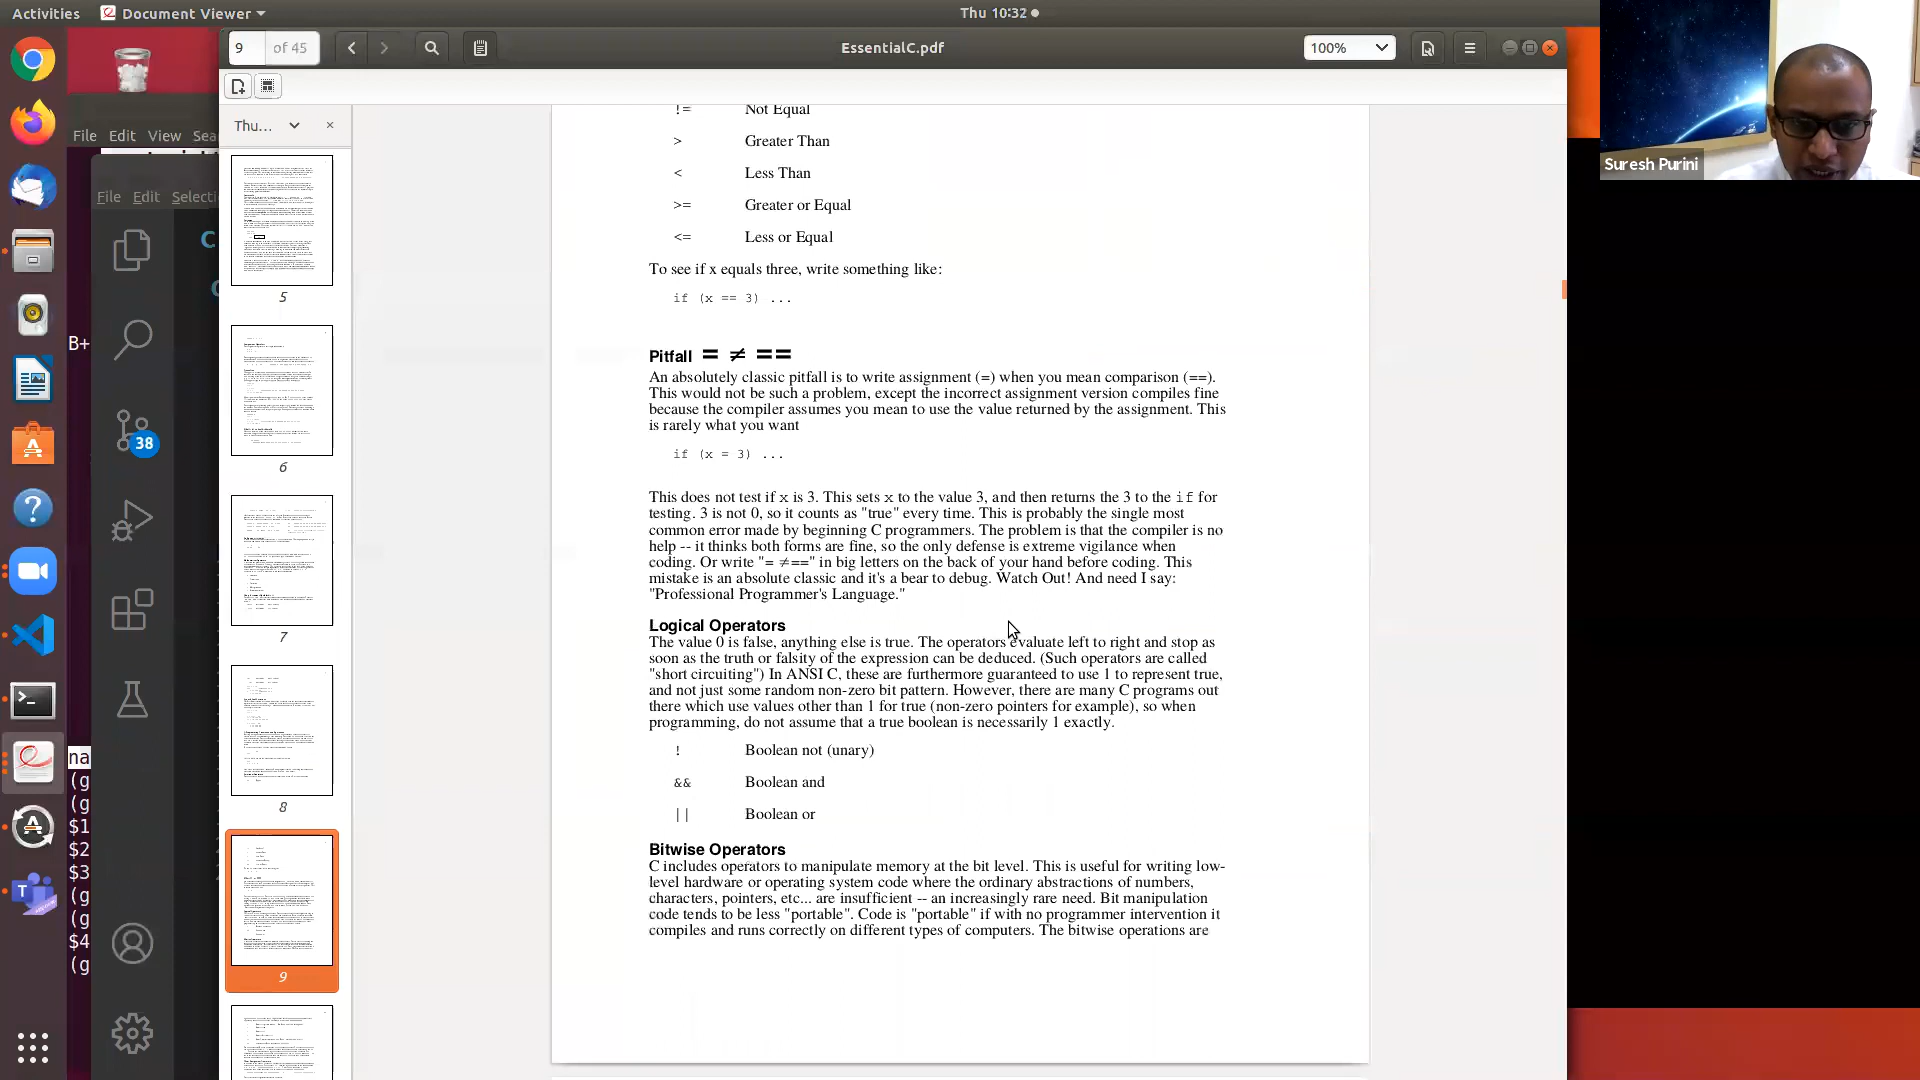 Activities
Document Viewer
Thu 10:32
9 of 45
EssentialC.pdf
100%
Suresh Purini
Thu...
File Edit View Sea
File Edit Selecti
C
B+
38
na
(g
(g
$1
$2
$3
(g
(g
$4
(g
5
6
7
8
9
!= Not Equal
> Greater Than
< Less Than
>= Greater or Equal
<= Less or Equal
To see if x equals three, write something like:
if (x == 3) ...
Pitfall = ≠ ==
An absolutely classic pitfall is to write assignment (=) when you mean comparison (==).
This would not be such a problem, except the incorrect assignment version compiles fine
because the compiler assumes you mean to use the value returned by the assignment. This
is rarely what you want
if (x = 3) ...
This does not test if x is 3. This sets x to the value 3, and then returns the 3 to the if for
testing. 3 is not 0, so it counts as "true" every time. This is probably the single most
common error made by beginning C programmers. The problem is that the compiler is no
help -- it thinks both forms are fine, so the only defense is extreme vigilance when
coding. Or write "= ≠==" in big letters on the back of your hand before coding. This
mistake is an absolute classic and it's a bear to debug. Watch Out! And need I say:
"Professional Programmer's Language."
Logical Operators
The value 0 is false, anything else is true. The operators evaluate left to right and stop as
soon as the truth or falsity of the expression can be deduced. (Such operators are called
"short circuiting") In ANSI C, these are furthermore guaranteed to use 1 to represent true,
and not just some random non-zero bit pattern. However, there are many C programs out
there which use values other than 1 for true (non-zero pointers for example), so when
programming, do not assume that a true boolean is necessarily 1 exactly.
! Boolean not (unary)
&& Boolean and
|| Boolean or
Bitwise Operators
C includes operators to manipulate memory at the bit level. This is useful for writing low-
level hardware or operating system code where the ordinary abstractions of numbers,
characters, pointers, etc... are insufficient -- an increasingly rare need. Bit manipulation
code tends to be less "portable". Code is "portable" if with no programmer intervention it
compiles and runs correctly on different types of computers. The bitwise operations are